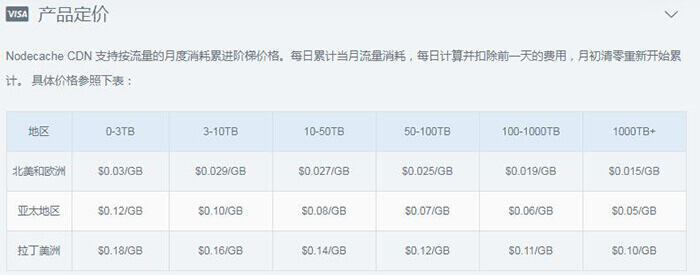 VISA 产品定价
Nodecache CDN 支持按流量的月度消耗累进阶梯价格。每日累计当月流量消耗，每日计算并扣除前一天的费用，月初清零重新开始累
计。 具体价格参照下表：
地区 0-3TB 3-10TB 10-50TB 50-100TB 100-1000TB 1000TB+
北美和欧洲 $0.03/GB $0.029/GB $0.027/GB $0.025/GB $0.019/GB $0.015/GB
亚太地区 $0.12/GB $0.10/GB $0.08/GB $0.07/GB $0.06/GB $0.05/GB
拉丁美洲 $0.18/GB $0.16/GB $0.14/GB $0.12/GB $0.11/GB $0.10/GB